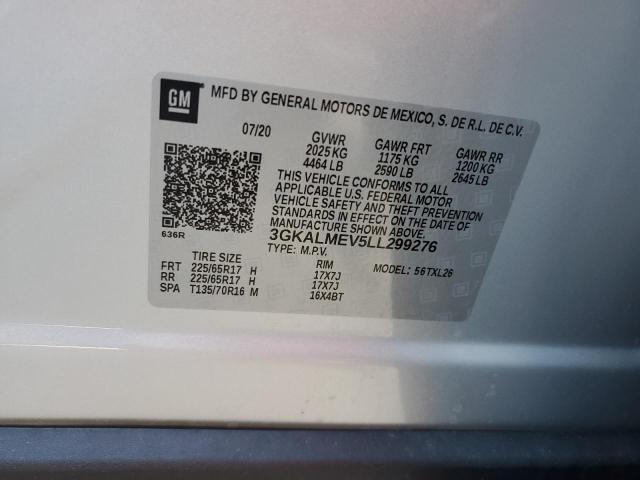 GM
MFD BY GENERAL MOTORS DE MEXICO, S. DE R.L. DE C.V.
07/20 GVWR GAWR FRT GAWR RR
2025 KG 1175 KG 1200 KG
4464 LB 2590 LB 2645 LB
THIS VEHICLE CONFORMS TO ALL
APPLICABLE U.S. FEDERAL MOTOR
VEHICLE SAFETY AND THEFT PREVENTION
STANDARDS IN EFFECT ON THE DATE OF
MANUFACTURE SHOWN ABOVE.
636R 3GKALMEV5LL299276
TYPE: M.P.V. MODEL: 56TXL26
TIRE SIZE RIM
FRT 225/65R17 H 17X7J
RR 225/65R17 H 17X7J
SPA T135/70R16 M 16X4BT